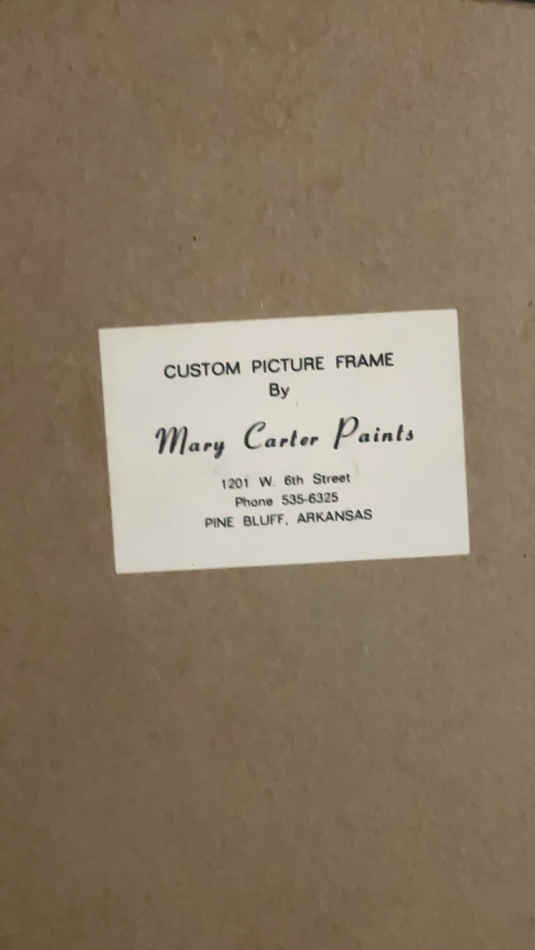 CUSTOM PICTURE FRAME
By
Mary Carter Paints
1201 W. 6th Street
Phone 535-6325
PINE BLUFF, ARKANSAS